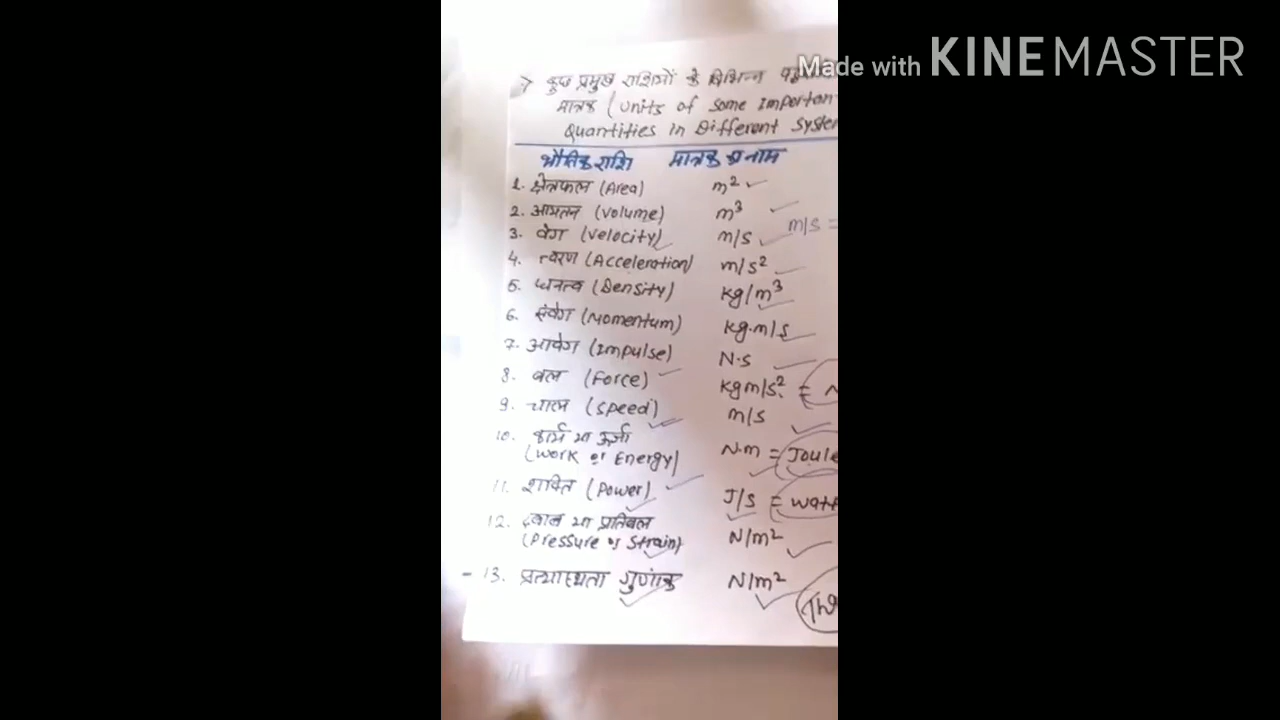 Made with KINEMASTER
→ कुछ प्रमुख राशियों के विभिन्न
मात्रक (Units of Some Importan
Quantities in Different System
भौतिक राशि मात्रक का नाम
1. क्षेत्रफल (Area) m²
2. आयतन (Volume) m³
3. वेग (Velocity) m/s m/s =
4. त्वरण (Acceleration) m/s²
5. घनत्व (Density) kg/m³
6. संवेग (Momentum) kg.m/s
7. आवेग (Impulse) N.s
8. बल (Force) kgm/s² = N
9. चाल (Speed) m/s
10. कार्य या ऊर्जा
(Work or Energy) N.m = Joule
11. शक्ति (Power) J/s = Watt
12. दबाव या प्रतिबल
(Pressure or Strain) N/m²
13. प्रत्यास्थता गुणांक N/m²